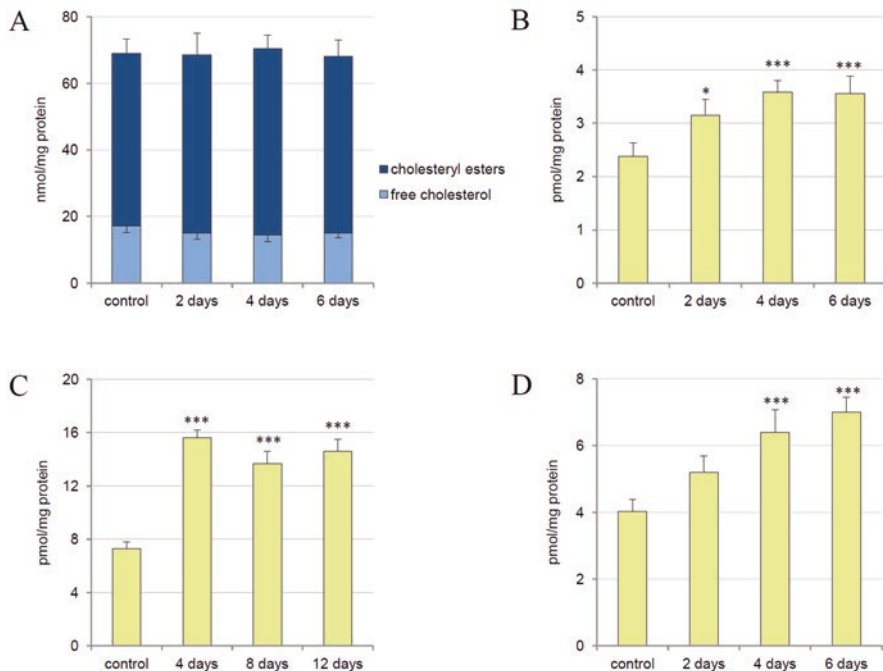 A
80
70
60
40
20
0
nmol/mg protein
control 2 days 4 days 6 days
cholesteryl esters
free cholesterol
B
5
4
3
2
1
0
pmol/mg protein
* *** ***
control 2 days 4 days 6 days
C
20
16
12
8
4
0
pmol/mg protein
*** *** ***
control 4 days 8 days 12 days
D
8
6
4
2
0
pmol/mg protein
*** ***
control 2 days 4 days 6 days